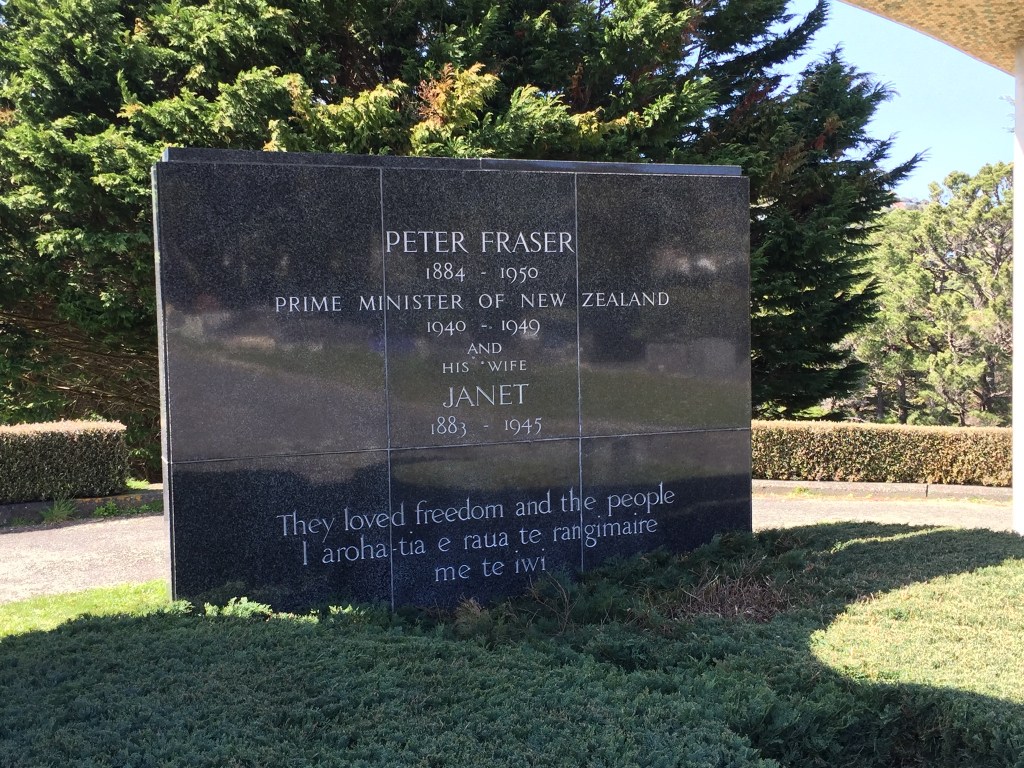 PETER FRASER
1884 - 1950
PRIME MINISTER OF NEW ZEALAND
1940 - 1949
AND
HIS WIFE
JANET
1883 - 1945
They loved freedom and the people
I aroha tia e raua te rangimaire
me te iwi